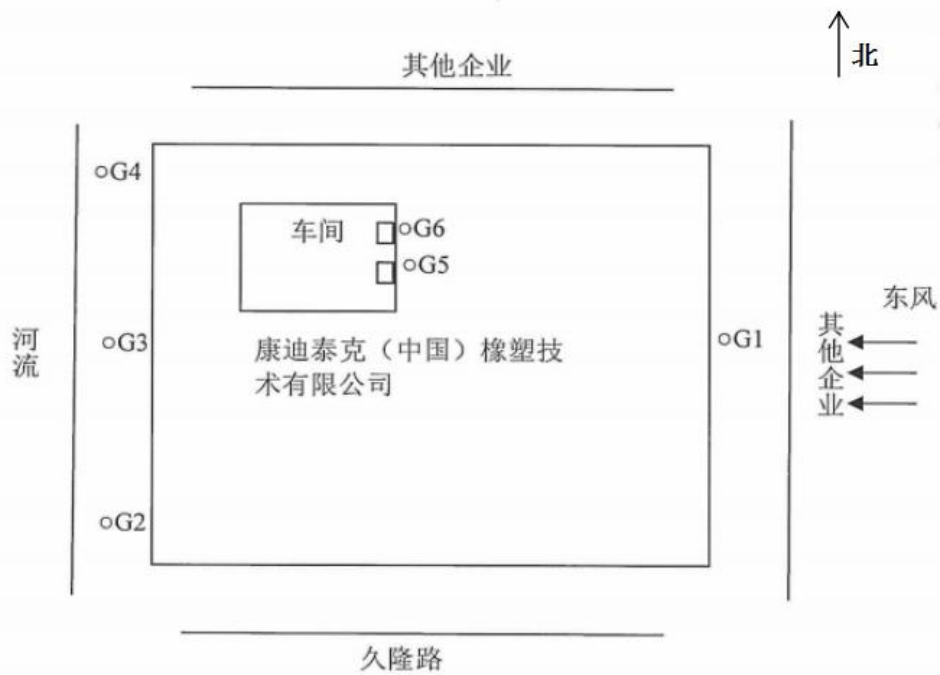 其他企业
北
○G4
车间
○G6
○G5
东风
河流
○G3
康迪泰克（中国）橡塑技
术有限公司
○G1
其他企业
○G2
久隆路